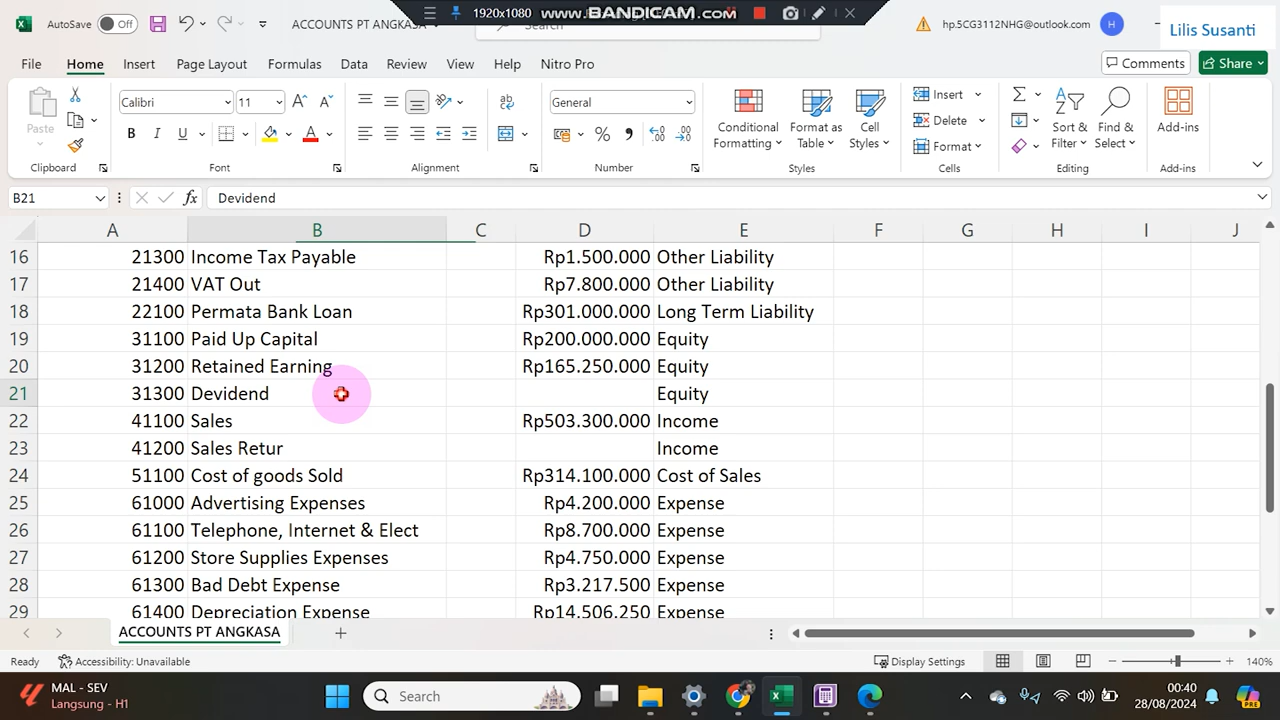 AutoSave Off
ACCOUNTS PT ANGKASA
1920x1080 www.BANDICAM.com
hp.5CG3112NHG@outlook.com H
Lilis Susanti
File Home Insert Page Layout Formulas Data Review View Help Nitro Pro
Comments Share
Paste
Calibri 11
B I U A
General
Conditional Formatting
Format as Table
Cell Styles
Insert
Delete
Format
Sort & Filter
Find & Select
Add-ins
Clipboard Font Alignment Number Styles Cells Editing Add-ins
B21 fx Devidend
A B C D E F G H I J
16 21300 Income Tax Payable Rp1.500.000 Other Liability
17 21400 VAT Out Rp7.800.000 Other Liability
18 22100 Permata Bank Loan Rp301.000.000 Long Term Liability
19 31100 Paid Up Capital Rp200.000.000 Equity
20 31200 Retained Earning Rp165.250.000 Equity
21 31300 Devidend Equity
22 41100 Sales Rp503.300.000 Income
23 41200 Sales Retur Income
24 51100 Cost of goods Sold Rp314.100.000 Cost of Sales
25 61000 Advertising Expenses Rp4.200.000 Expense
26 61100 Telephone, Internet & Elect Rp8.700.000 Expense
27 61200 Store Supplies Expenses Rp4.750.000 Expense
28 61300 Bad Debt Expense Rp3.217.500 Expense
29 61400 Depreciation Expense Rp14.506.250 Expense
ACCOUNTS PT ANGKASA
Ready Accessibility: Unavailable Display Settings 140%
MAL - SEV
Langsung -
Search
PRE
00:40
28/08/2024